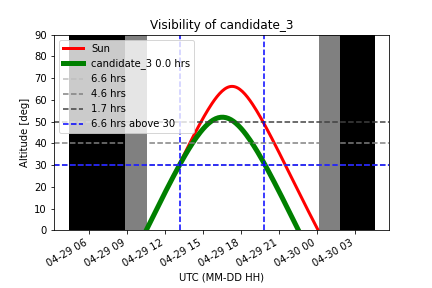 Visibility of candidate_3
90
80
70
60
50
40
30
20
10
0
Altitude [deg]
Sun
candidate_3 0.0 hrs
6.6 hrs
4.6 hrs
1.7 hrs
6.6 hrs above 30
04-29 06
04-29 09
04-29 12
04-29 15
04-29 18
04-29 21
04-30 00
04-30 03
UTC (MM-DD HH)